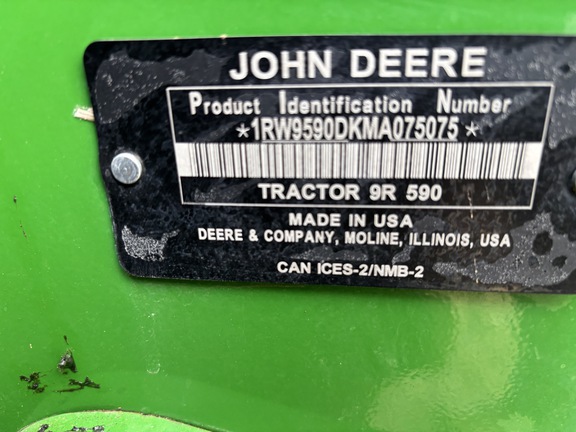 JOHN DEERE
Product Identification Number
*1RW9590DKMA075075*
TRACTOR 9R 590
MADE IN USA
DEERE & COMPANY, MOLINE, ILLINOIS, USA
CAN ICES-2/NMB-2